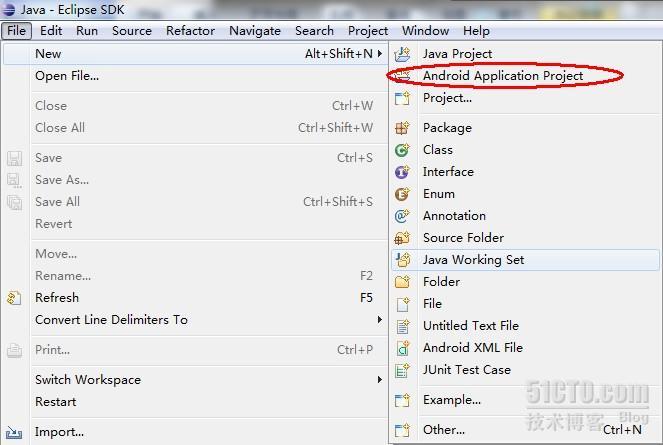 Java - Eclipse SDK
File Edit Run Source Refactor Navigate Search Project Window Help
New Alt+Shift+N
Open File...
Close Ctrl+W
Close All Ctrl+Shift+W
Save Ctrl+S
Save As...
Save All Ctrl+Shift+S
Revert
Move...
Rename... F2
Refresh F5
Convert Line Delimiters To
Print... Ctrl+P
Switch Workspace
Restart
Import...
Java Project
Android Application Project
Project...
Package
Class
Interface
Enum
Annotation
Source Folder
Java Working Set
Folder
File
Untitled Text File
Android XML File
JUnit Test Case
Example...
Other... Ctrl+N
51CTO.com
技术博客 Blog